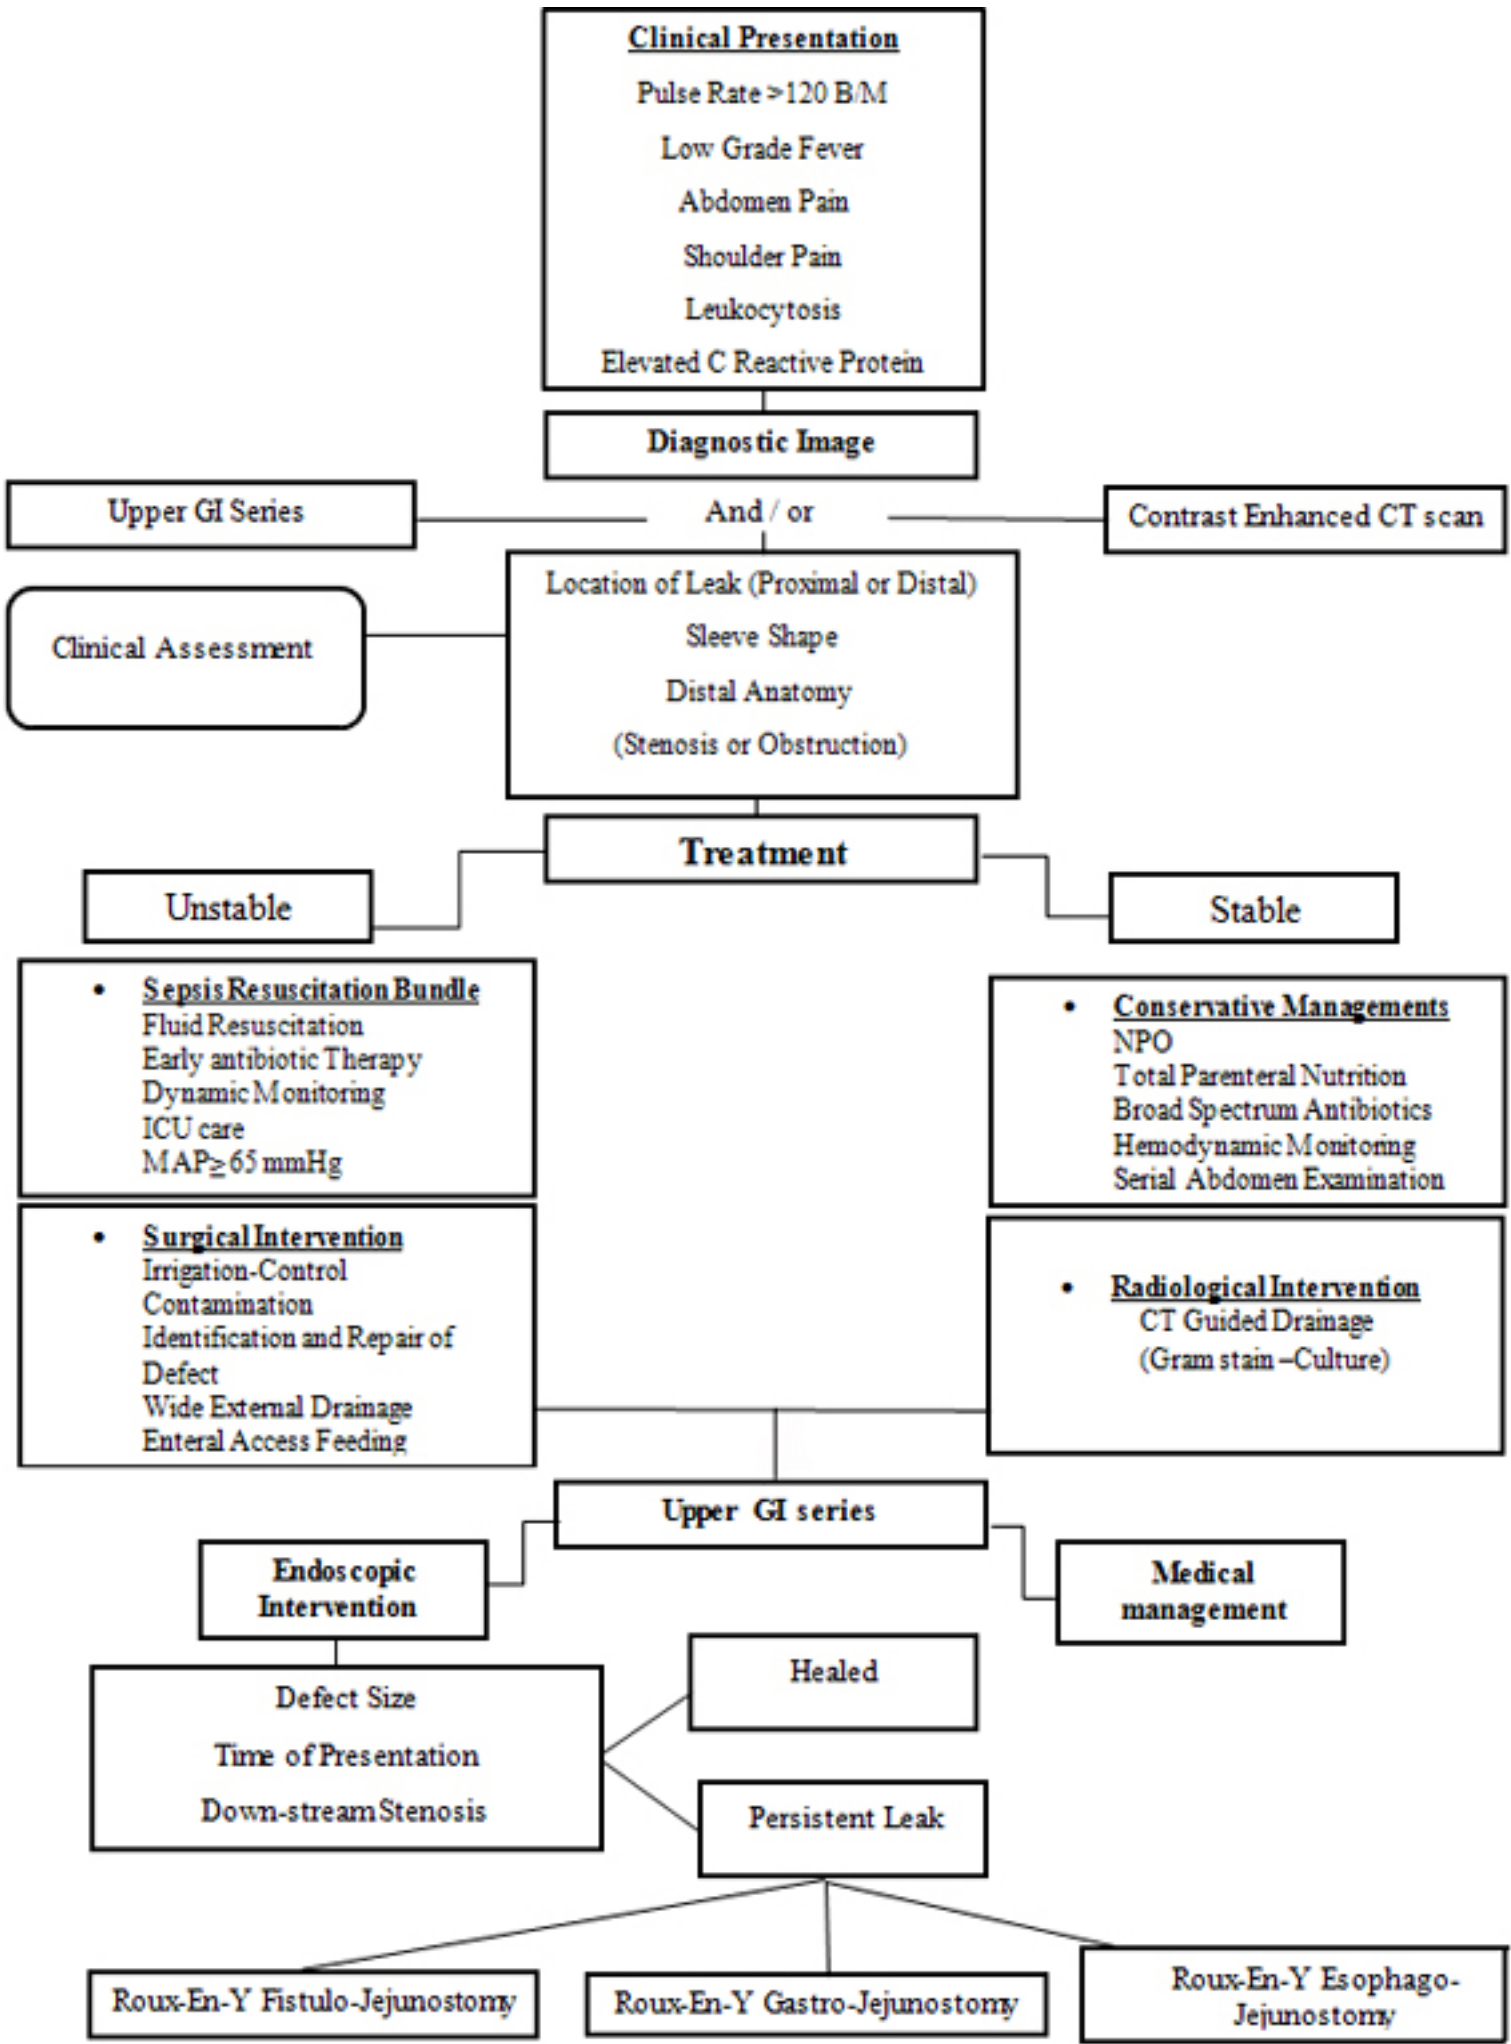 Clinical Presentation
Pulse Rate >120 B/M
Low Grade Fever
Abdomen Pain
Shoulder Pain
Leukocytosis
Elevated C Reactive Protein
Diagnostic Image
Upper GI Series
And / or
Contrast Enhanced CT scan
Clinical Assessment
Location of Leak (Proximal or Distal)
Sleeve Shape
Distal Anatomy
(Stenosis or Obstruction)
Treatment
Unstable
Stable
• Sepsis Resuscitation Bundle
Fluid Resuscitation
Early antibiotic Therapy
Dynamic Monitoring
ICU care
MAP≥ 65 mmHg
• Conservative Managements
NPO
Total Parenteral Nutrition
Broad Spectrum Antibiotics
Hemodynamic Monitoring
Serial Abdomen Examination
• Surgical Intervention
Irrigation-Control
Contamination
Identification and Repair of
Defect
Wide External Drainage
Enteral Access Feeding
• Radiological Intervention
CT Guided Drainage
(Gram stain –Culture)
Upper GI series
Endoscopic
Intervention
Medical
management
Defect Size
Time of Presentation
Down-stream Stenosis
Healed
Persistent Leak
Roux-En-Y Fistulo-Jejunostomy
Roux-En-Y Gastro-Jejunostomy
Roux-En-Y Esophago-
Jejunostomy